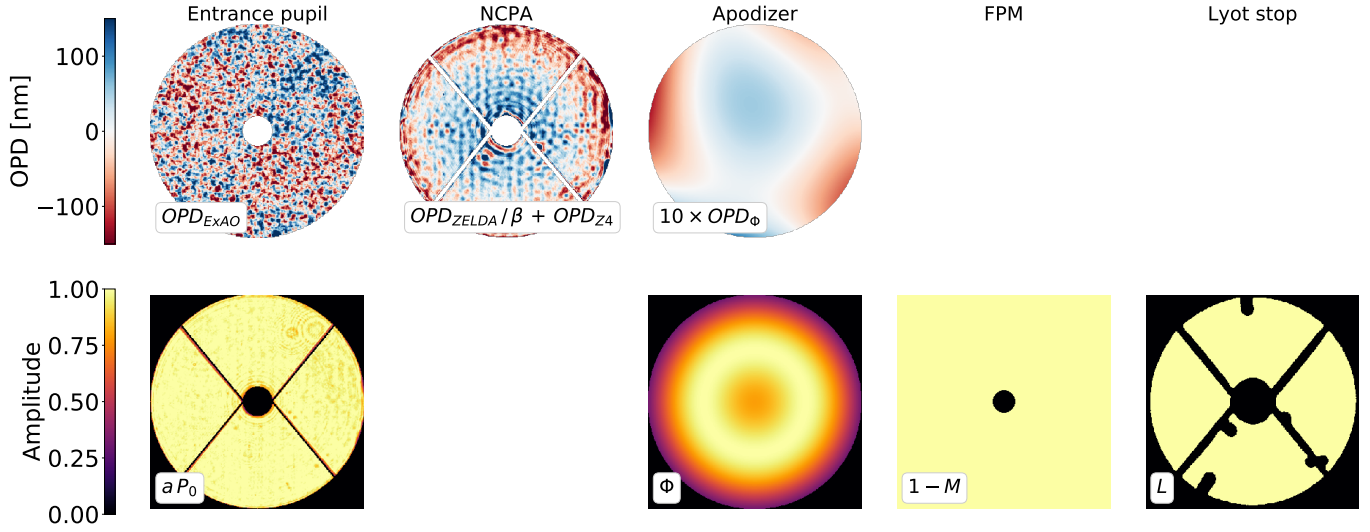 Entrance pupil NCPA Apodizer FPM Lyot stop
OPD [nm]
100
0
−100
OPD_ExAO
OPD_ZELDA / β + OPD_Z4
10 × OPD_Φ
Amplitude
1.00
0.75
0.50
0.25
0.00
a P_0
Φ
1 − M
L